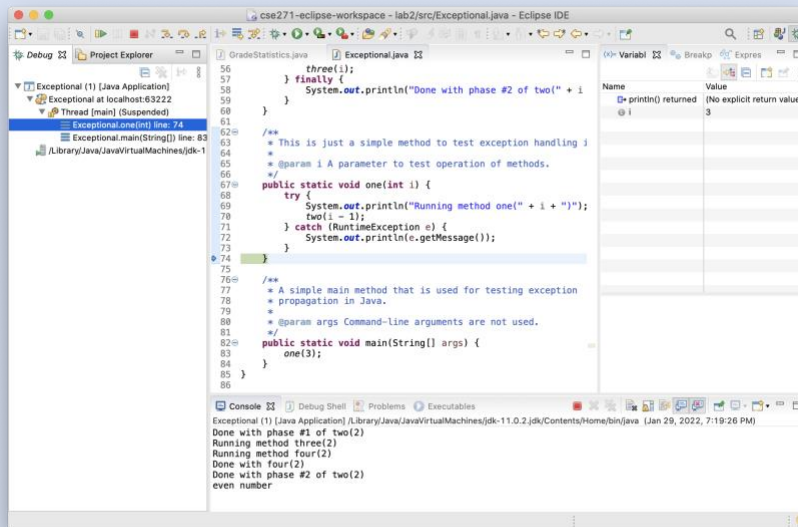 cse271-eclipse-workspace - lab2/src/Exceptional.java - Eclipse IDE
Debug
Project Explorer
Exceptional (1) [Java Application]
Exceptional at localhost:63222
Thread [main] (Suspended)
Exceptional.one(int) line: 74
Exceptional.main(String[]) line: 83
/Library/Java/JavaVirtualMachines/jdk-1
GradeStatistics.java
Exceptional.java
56 three(i);
57 } finally {
58 System.out.println("Done with phase #2 of two(" + i
59 }
60 }
61
62 /**
63 * This is just a simple method to test exception handling i
64 *
65 * @param i A parameter to test operation of methods.
66 */
67 public static void one(int i) {
68 try {
69 System.out.println("Running method one(" + i + ")");
70 two(i - 1);
71 } catch (RuntimeException e) {
72 System.out.println(e.getMessage());
73 }
74 }
75
76 /**
77 * A simple main method that is used for testing exception
78 * propagation in Java.
79 *
80 * @param args Command-line arguments are not used.
81 */
82 public static void main(String[] args) {
83 one(3);
84 }
85 }
86
(x)= Variabl
Breakp
Expres
Name Value
println() returned (No explicit return value
i 3
Console
Debug Shell
Problems
Executables
Exceptional (1) [Java Application] /Library/Java/JavaVirtualMachines/jdk-11.0.2.jdk/Contents/Home/bin/java (Jan 29, 2022, 7:19:26 PM)
Done with phase #1 of two(2)
Running method three(2)
Running method four(2)
Done with four(2)
Done with phase #2 of two(2)
even number